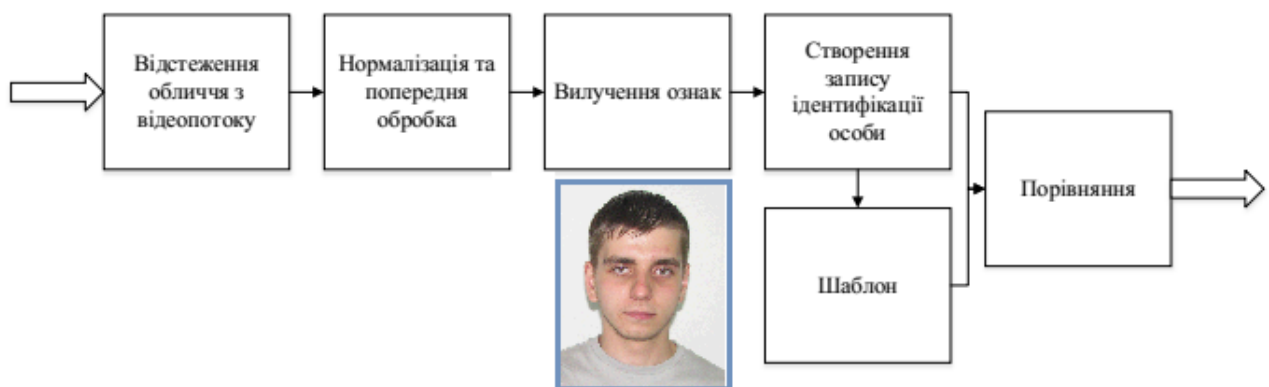 Відстеження
обличчя з
відеопотоку
Нормалізація та
попередня
обробка
Вилучення ознак
Створення
запису
ідентифікації
особи
Порівняння
Шаблон